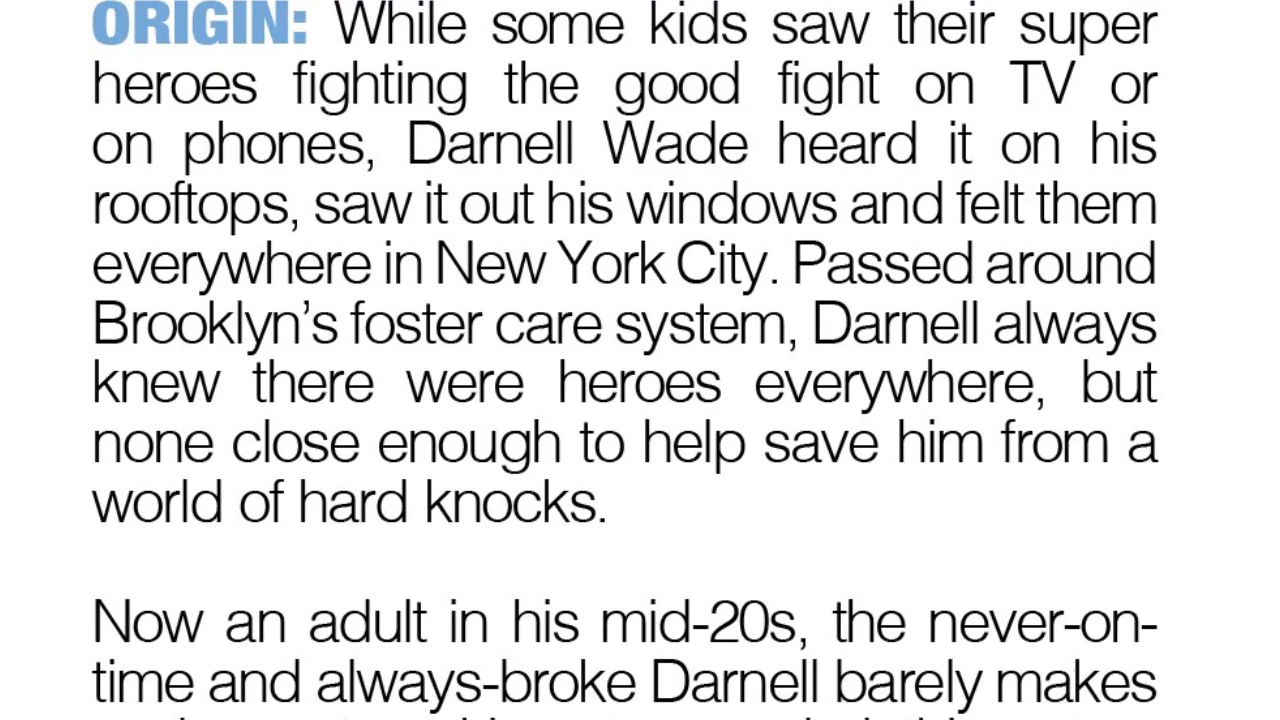 ORIGIN: While some kids saw their super
heroes fighting the good fight on TV or
on phones, Darnell Wade heard it on his
rooftops, saw it out his windows and felt them
everywhere in New York City. Passed around
Brooklyn’s foster care system, Darnell always
knew there were heroes everywhere, but
none close enough to help save him from a
world of hard knocks.
Now an adult in his mid-20s, the never-on-
time and always-broke Darnell barely makes